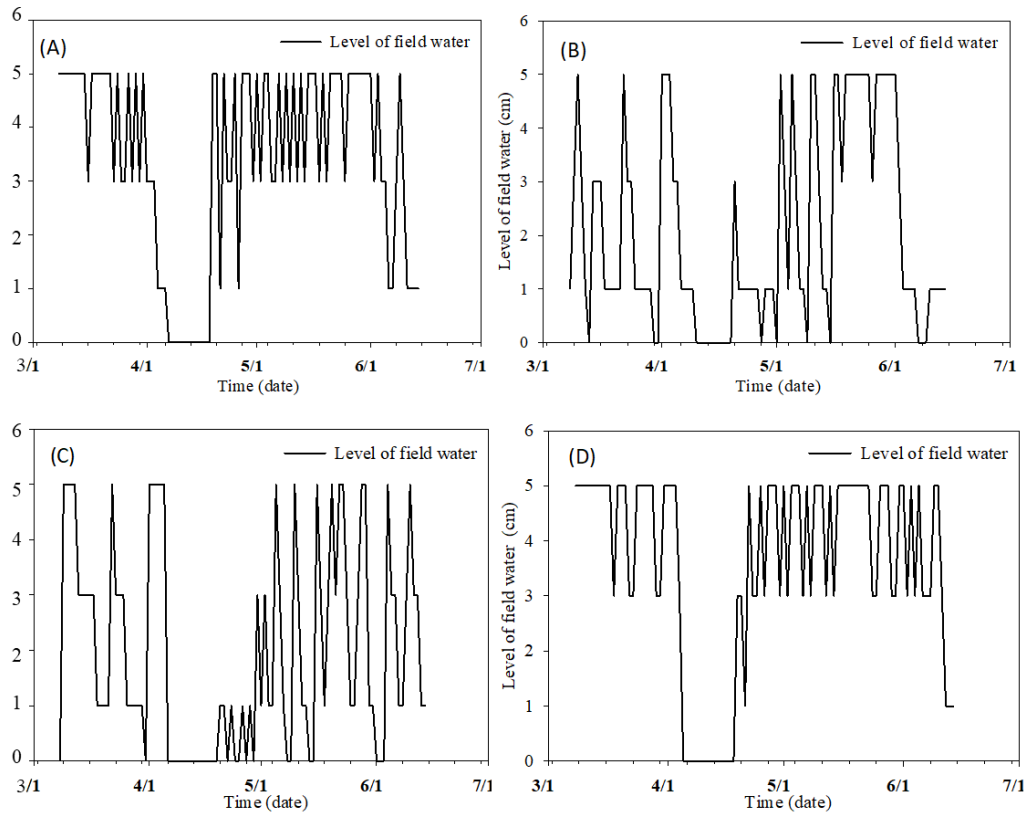 (A)
Level of field water
6
5
4
3
2
1
0
3/1 4/1 5/1 6/1 7/1
Time (date)
(B)
Level of field water
Level of field water (cm)
6
5
4
3
2
1
0
3/1 4/1 5/1 6/1 7/1
Time (date)
(C)
Level of field water
6
5
4
3
2
1
0
3/1 4/1 5/1 6/1 7/1
Time (date)
(D)
Level of field water
Level of field water (cm)
6
5
4
3
2
1
0
3/1 4/1 5/1 6/1 7/1
Time (date)